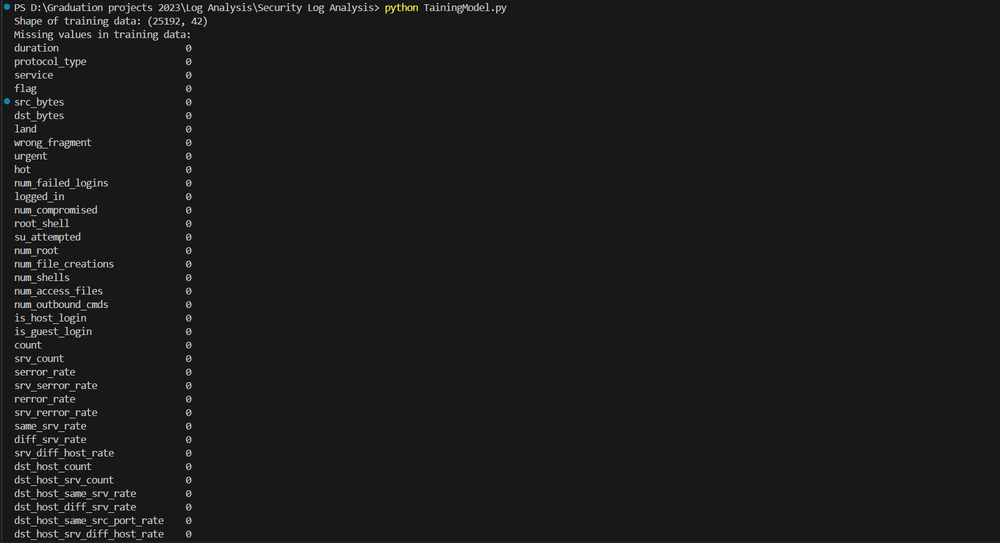 PS D:\Graduation projects 2023\Log Analysis\Security Log Analysis> python TainingModel.py
Shape of training data: (25192, 42)
Missing values in training data:
duration 0
protocol_type 0
service 0
flag 0
src_bytes 0
dst_bytes 0
land 0
wrong_fragment 0
urgent 0
hot 0
num_failed_logins 0
logged_in 0
num_compromised 0
root_shell 0
su_attempted 0
num_root 0
num_file_creations 0
num_shells 0
num_access_files 0
num_outbound_cmds 0
is_host_login 0
is_guest_login 0
count 0
srv_count 0
serror_rate 0
srv_serror_rate 0
rerror_rate 0
srv_rerror_rate 0
same_srv_rate 0
diff_srv_rate 0
srv_diff_host_rate 0
dst_host_count 0
dst_host_srv_count 0
dst_host_same_srv_rate 0
dst_host_diff_srv_rate 0
dst_host_same_src_port_rate 0
dst_host_srv_diff_host_rate 0